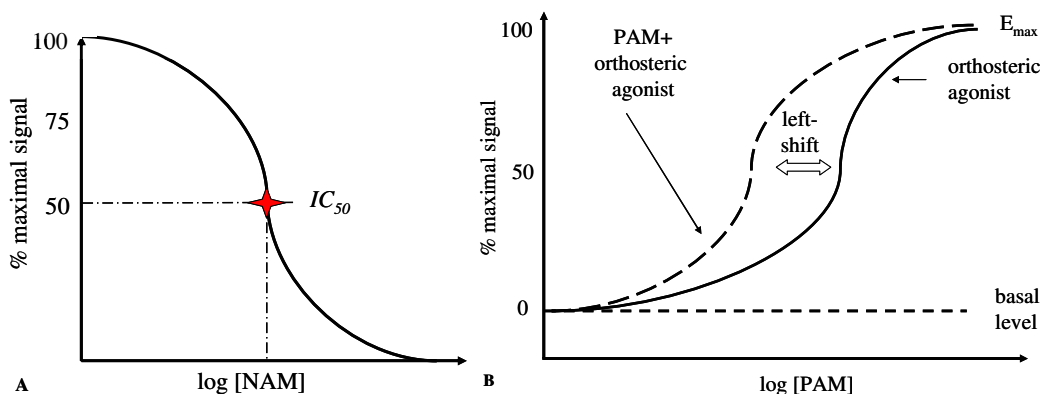 100
75
50
% maximal signal
IC50
log [NAM]
A
100
50
0
% maximal signal
PAM+
orthosteric
agonist
left-
shift
Emax
orthosteric
agonist
basal
level
log [PAM]
B